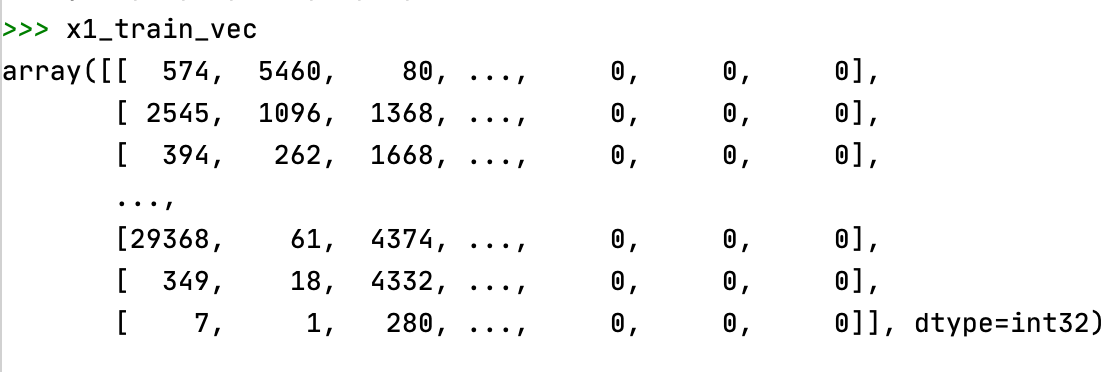 >>> x1_train_vec
array([[  574,  5460,    80, ...,     0,     0,     0],
       [ 2545,  1096,  1368, ...,     0,     0,     0],
       [  394,   262,  1668, ...,     0,     0,     0],
       ...,
       [29368,    61,  4374, ...,     0,     0,     0],
       [  349,    18,  4332, ...,     0,     0,     0],
       [    7,     1,   280, ...,     0,     0,     0]], dtype=int32)